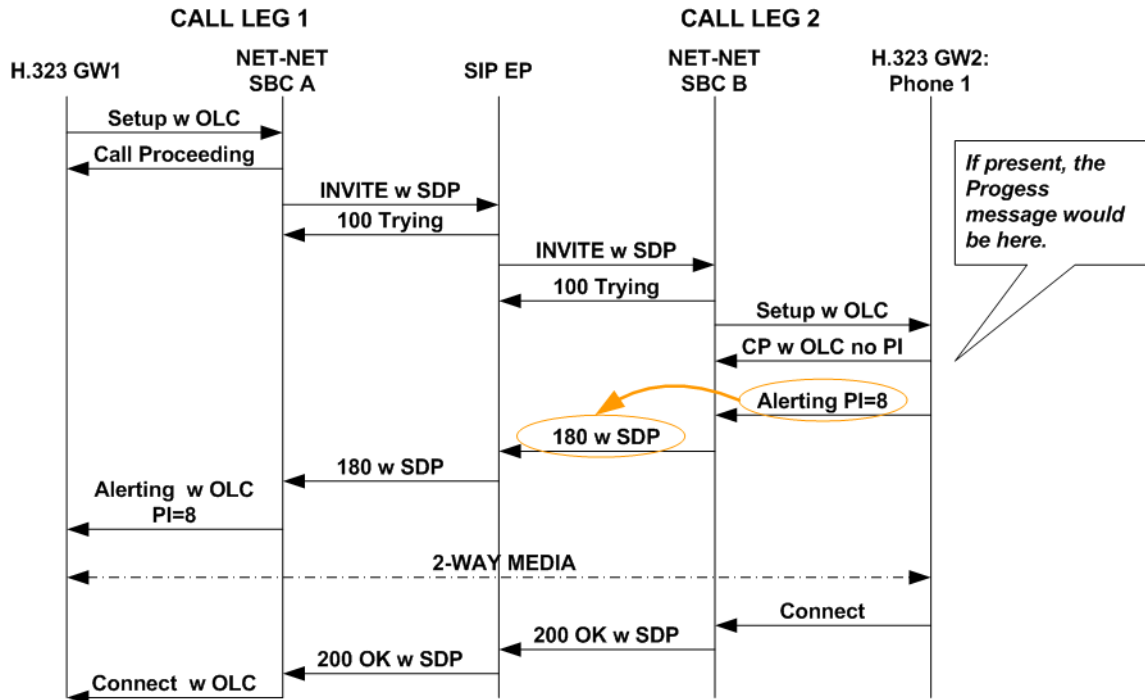 CALL LEG 1
CALL LEG 2
H.323 GW1
NET-NET
SBC A
SIP EP
NET-NET
SBC B
H.323 GW2:
Phone 1
Setup w OLC
Call Proceeding
INVITE w SDP
100 Trying
If present, the
Progess
message would
be here.
INVITE w SDP
100 Trying
Setup w OLC
CP w OLC no PI
Alerting PI=8
180 w SDP
180 w SDP
Alerting w OLC
PI=8
2-WAY MEDIA
Connect
200 OK w SDP
200 OK w SDP
Connect w OLC